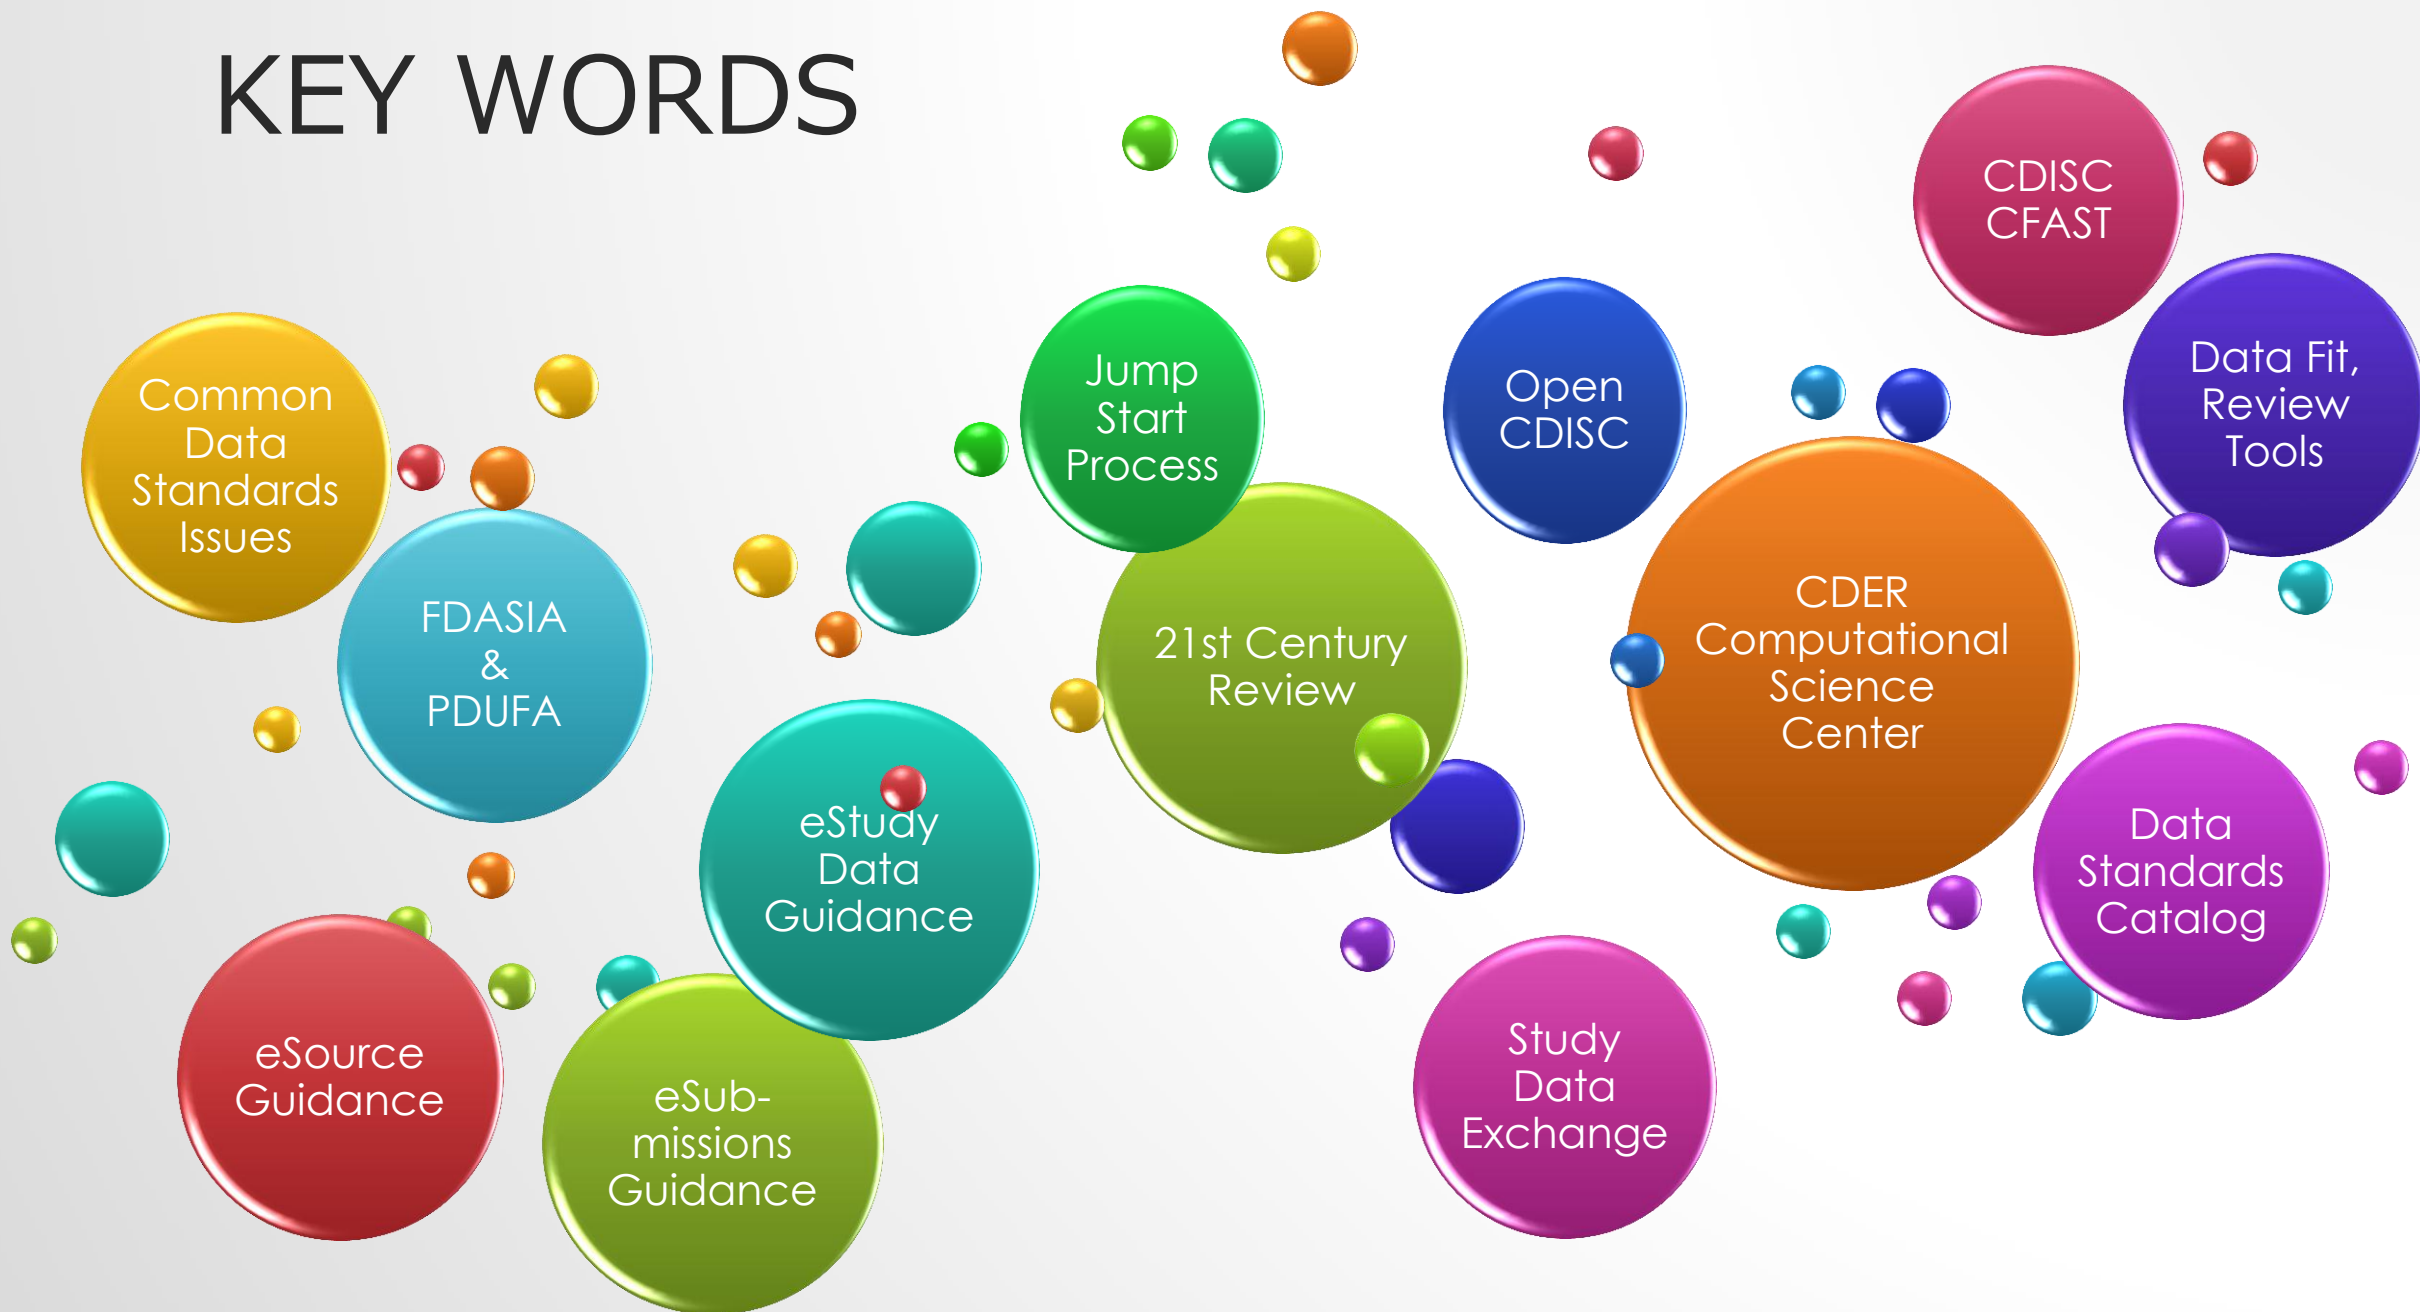 KEY WORDS
Common
Data
Standards
Issues
FDASIA
&
PDUFA
eSource
Guidance
eSub-
missions
Guidance
eStudy
Data
Guidance
Jump
Start
Process
21st Century
Review
Open
CDISC
CDER
Computational
Science
Center
Study
Data
Exchange
CDISC
CFAST
Data Fit,
Review
Tools
Data
Standards
Catalog